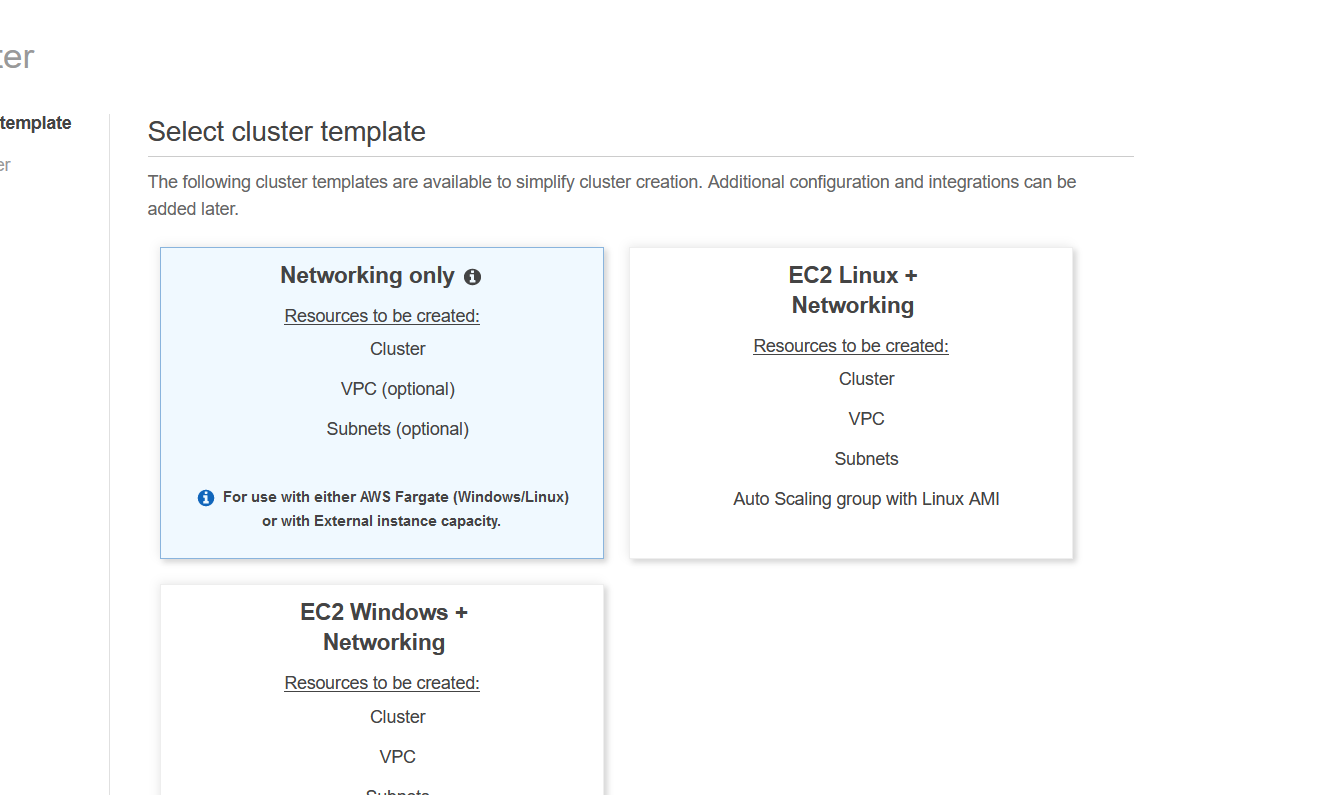 template
Select cluster template
The following cluster templates are available to simplify cluster creation. Additional configuration and integrations can be
added later.
Networking only
Resources to be created:
Cluster
VPC (optional)
Subnets (optional)
For use with either AWS Fargate (Windows/Linux)
or with External instance capacity.
EC2 Linux +
Networking
Resources to be created:
Cluster
VPC
Subnets
Auto Scaling group with Linux AMI
EC2 Windows +
Networking
Resources to be created:
Cluster
VPC
Subnets